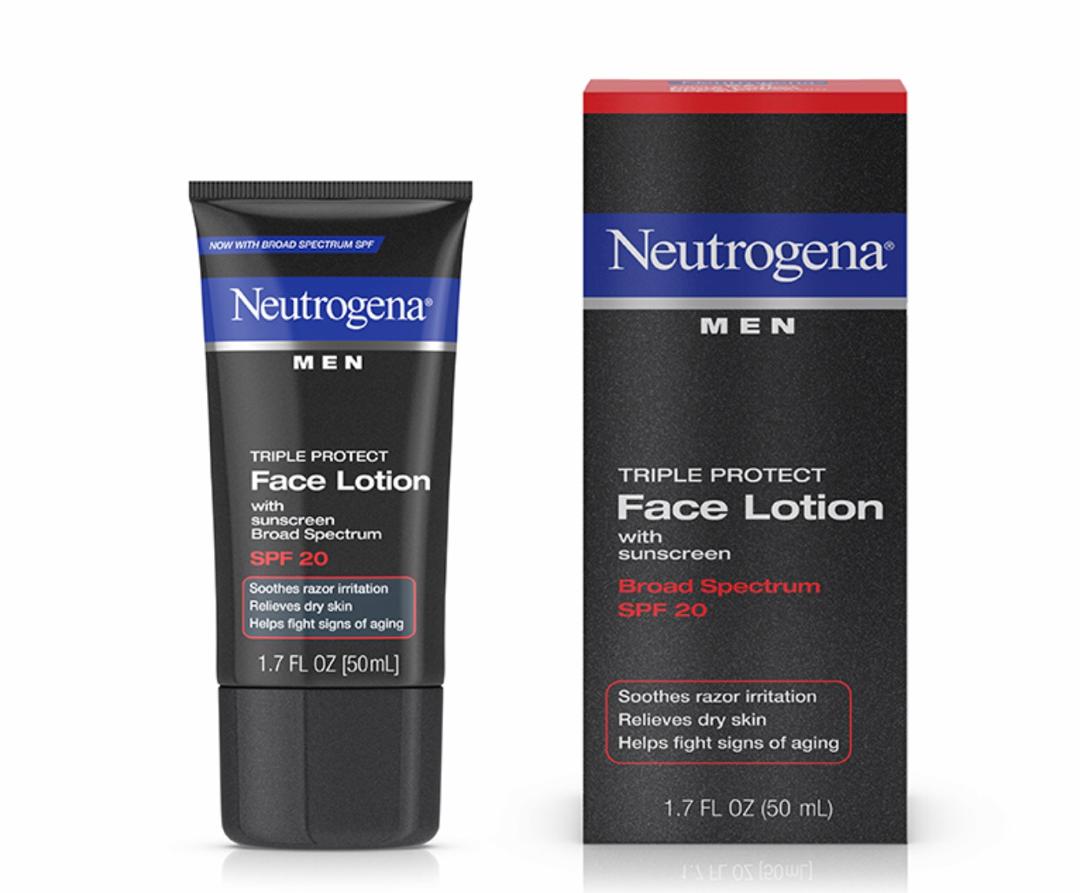 NOW WITH BROAD SPECTRUM SPF
Neutrogena®
MEN
TRIPLE PROTECT
Face Lotion
with
sunscreen
Broad Spectrum
SPF 20
Soothes razor irritation
Relieves dry skin
Helps fight signs of aging
1.7 FL OZ [50mL]
Neutrogena®
MEN
TRIPLE PROTECT
Face Lotion
with
sunscreen
Broad Spectrum
SPF 20
Soothes razor irritation
Relieves dry skin
Helps fight signs of aging
1.7 FL OZ (50 mL)